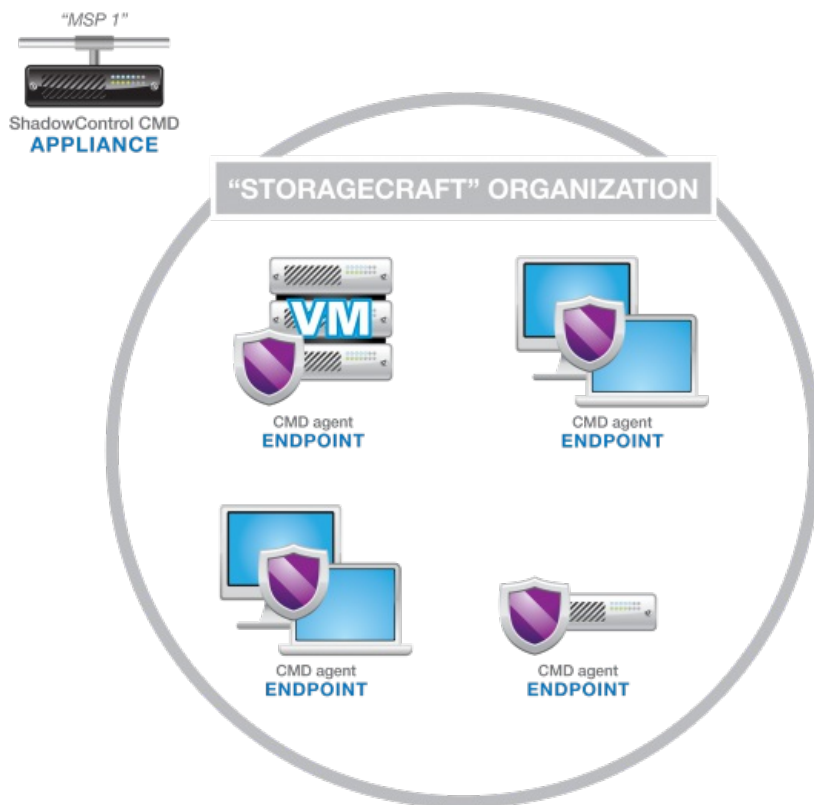 “MSP 1”
ShadowControl CMD
APPLIANCE
“STORAGECRAFT” ORGANIZATION
VM
CMD agent
ENDPOINT
CMD agent
ENDPOINT
CMD agent
ENDPOINT
CMD agent
ENDPOINT